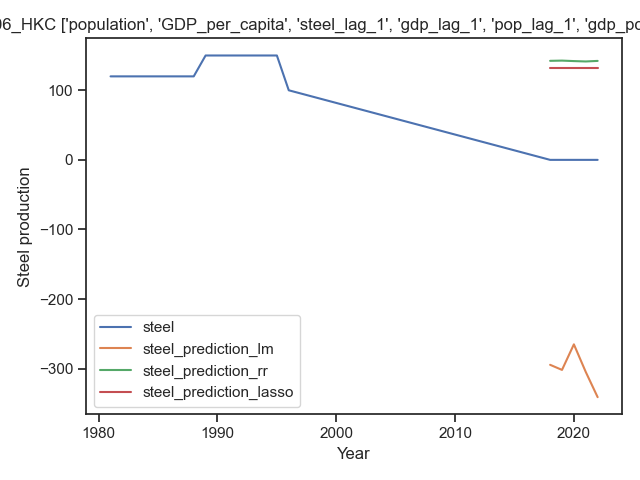 06_HKC ['population', 'GDP_per_capita', 'steel_lag_1', 'gdp_lag_1', 'pop_lag_1', 'gdp_po
100
0
−100
−200
−300
Steel production
steel
steel_prediction_lm
steel_prediction_rr
steel_prediction_lasso
1980
1990
2000
2010
2020
Year